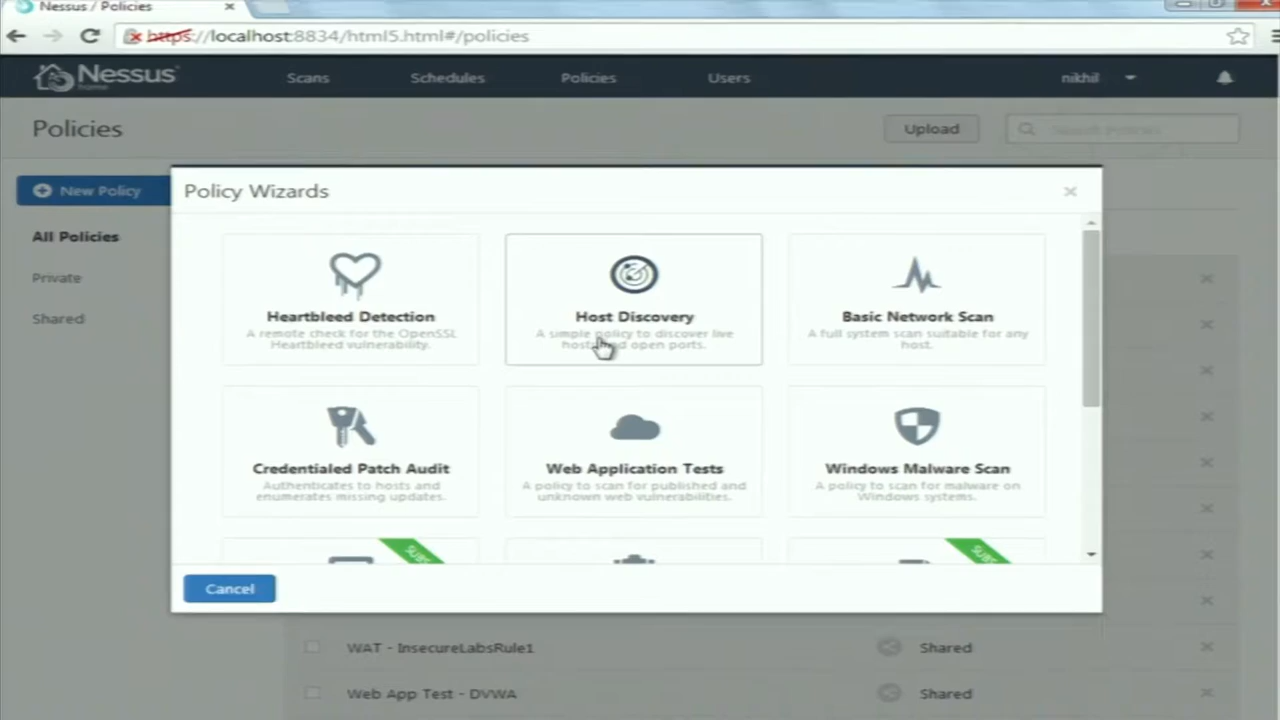 Nessus / Policies
https://localhost:8834/html5.html#/policies
Nessus
home
Scans
Schedules
Policies
Users
nikhil
Policies
Upload
Search Policies
New Policy
All Policies
Private
Shared
Policy Wizards
Heartbleed Detection
A remote check for the OpenSSL
Heartbleed vulnerability.
Host Discovery
A simple policy to discover live
and open ports.
Basic Network Scan
A full system scan suitable for any
host.
Credentialed Patch Audit
Authenticates to hosts and
enumerates missing updates.
Web Application Tests
A policy to scan for published and
unknown web vulnerabilities.
Windows Malware Scan
A policy to scan for malware on
Windows systems.
Cancel
WAT - InsecureLabsRule1
Shared
Web App Test - DVWA
Shared